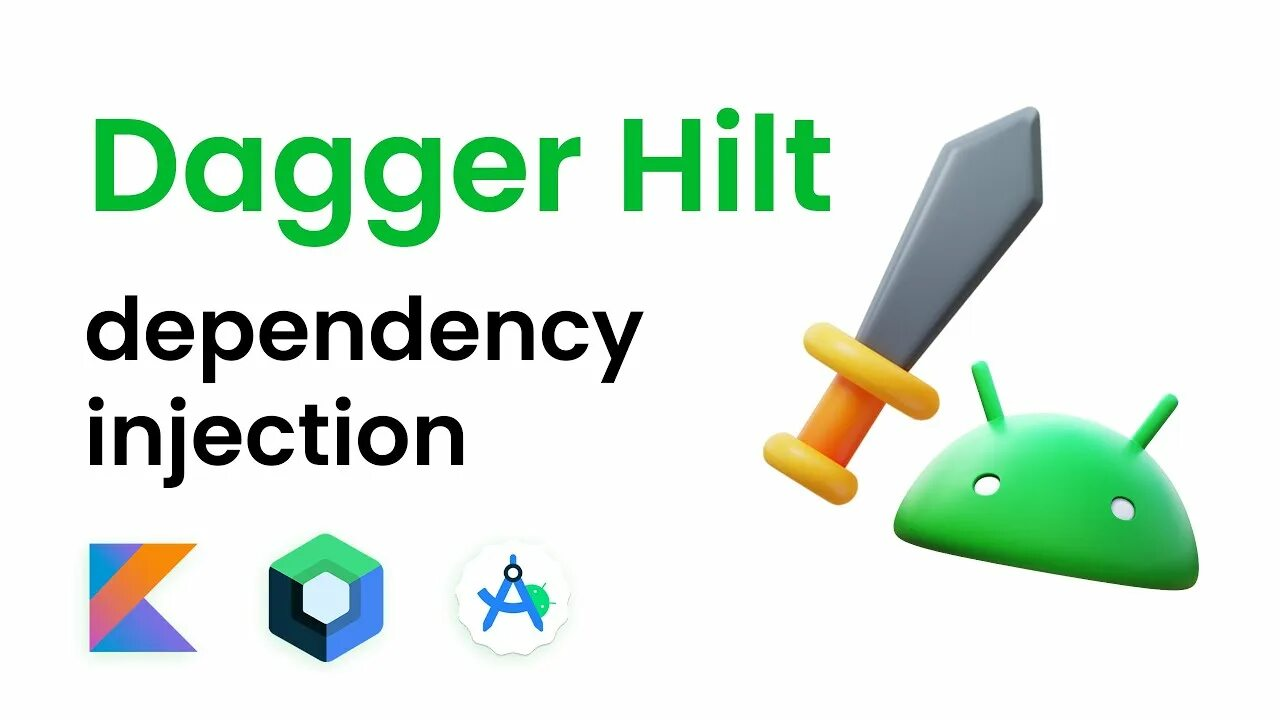 Dagger Hilt
dependency
injection